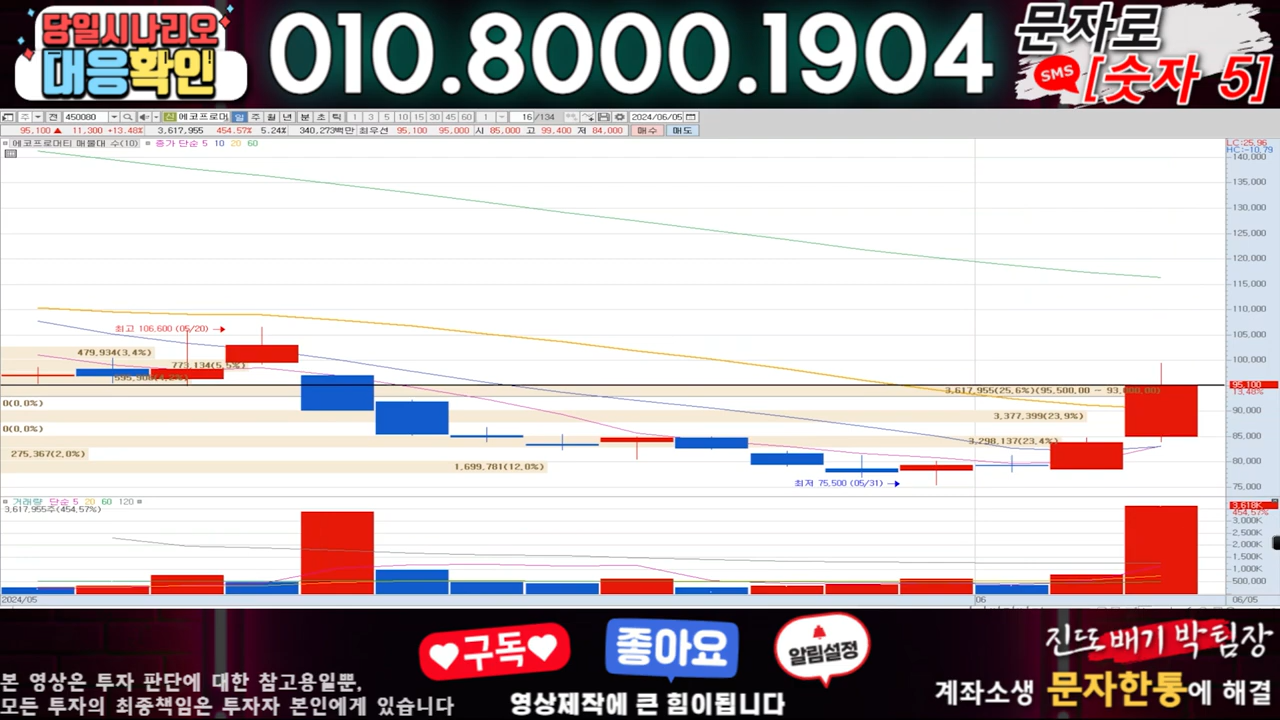 당일시나리오
대응확인
010.8000.1904
문자로
SMS [숫자 5]
주 전 450080 신 에코프로머 일 주 월 년 분 초 틱 1 3 5 10 15 30 45 60 1 16 /134 2024/06/05
95,100 ▲ 11,300 +13.48% 3,617,955 454.57% 5.24% 340,273백만 최우선 95,100 95,000 시 85,000 고 99,400 저 84,000 매수 매도
에코프로머티 매물대 수(10) 종가 단순 5 10 20 60
LC:25.96
HC:-10.79
140,000
135,000
130,000
125,000
120,000
115,000
110,000
105,000
100,000
95,100
13.48%
90,000
85,000
80,000
75,000
최고 106,600 (05/20) →
479,934(3,4%)
773,134(5,5%)
3,617,955(25,6%)(95,500,00 ~ 93,
0(0,0%)
3,377,399(23,9%)
0(0,0%)
3,298,137(23,4%)
275,367(2,0%)
1,699,781(12,0%)
최저 75,500 (05/31) →
거래량 단순 5 20 60 120
3,617,955주(454,57%)
3,618K
454.57%
3,000K
2,500K
2,000K
1,500K
1,000K
500,000
2024/05
06
06/05
구독
좋아요
알림설정
진또배기 박팀장
본 영상은 투자 판단에 대한 참고용일뿐,
모든 투자의 최종책임은 투자자 본인에게 있습니다
영상제작에 큰 힘이됩니다
계좌소생 문자한통에 해결